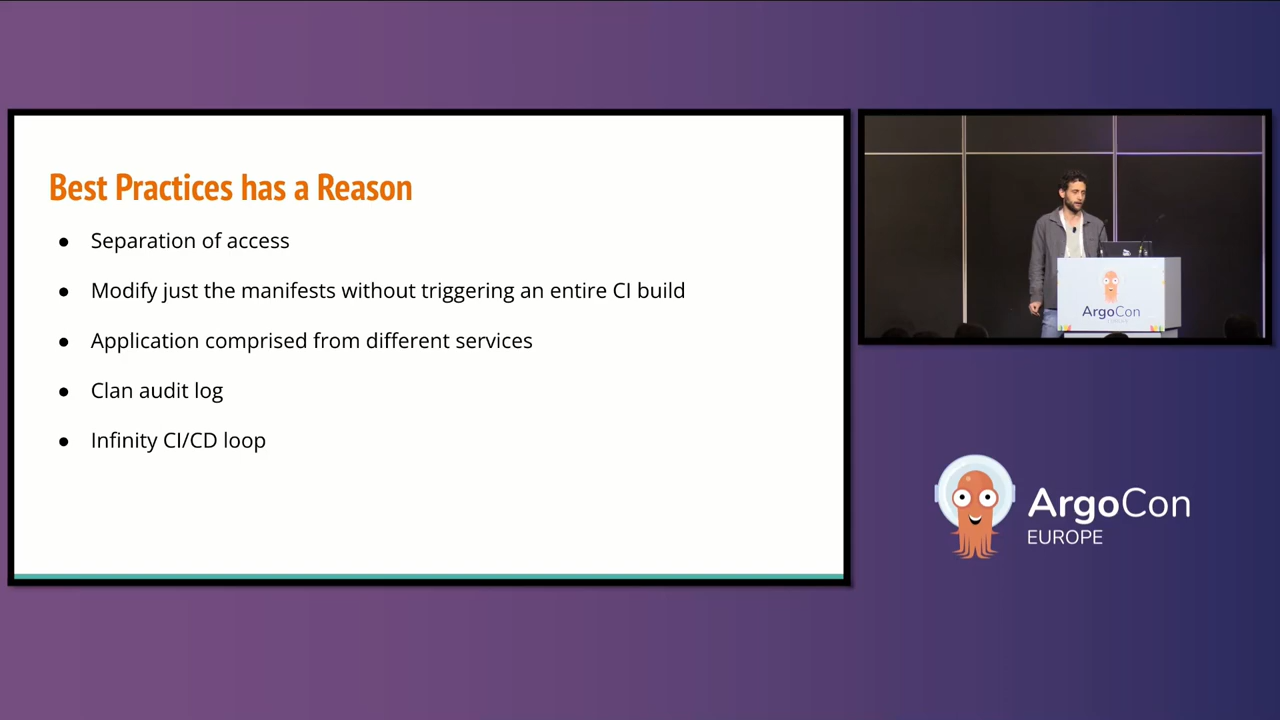 Best Practices has a Reason
● Separation of access
● Modify just the manifests without triggering an entire CI build
● Application comprised from different services
● Clan audit log
● Infinity CI/CD loop
ArgoCon
ArgoCon
EUROPE